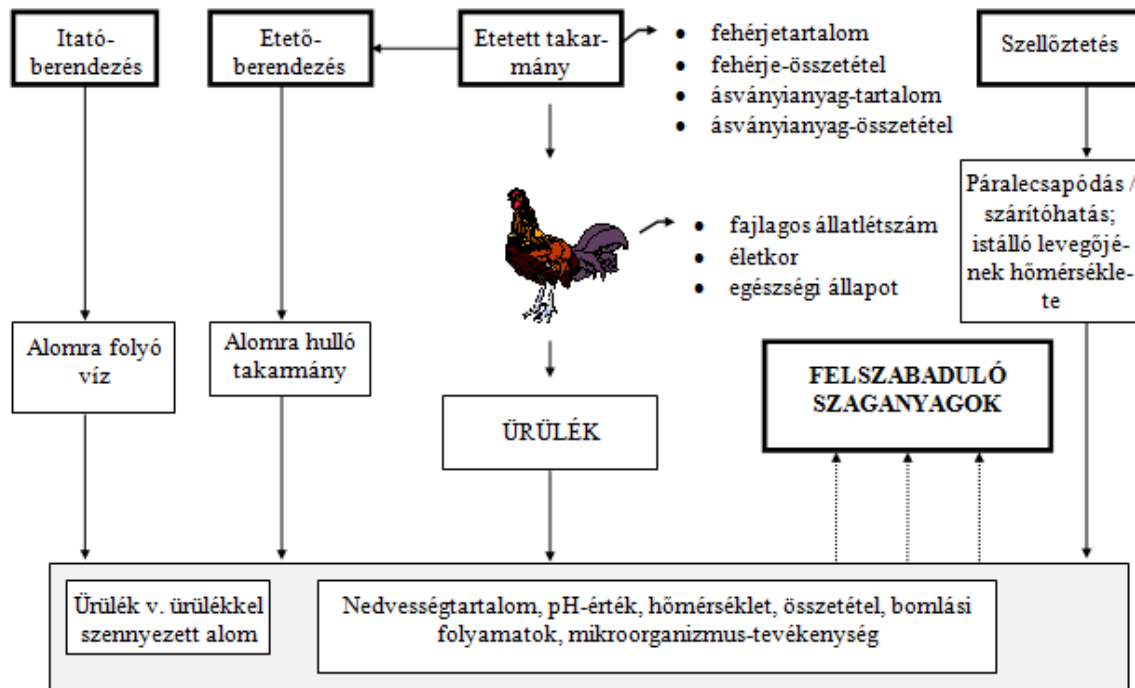 Itató-
berendezés
Etető-
berendezés
Etetett takar-
mány
• fehérjetartalom
• fehérje-összetétel
• ásványianyag-tartalom
• ásványianyag-összetétel
Szellőztetés
Páralecsapódás /
szárítóhatás;
istálló levegőjé-
nek hőmérsékle-
te
• fajlagos állatlétszám
• életkor
• egészségi állapot
Alomra folyó
víz
Alomra hulló
takarmány
ÜRÜLÉK
FELSZABADULÓ
SZAGANYAGOK
Ürülék v. ürülékkel
szennyezett alom
Nedvességtartalom, pH-érték, hőmérséklet, összetétel, bomlási
folyamatok, mikroorganizmus-tevékenység